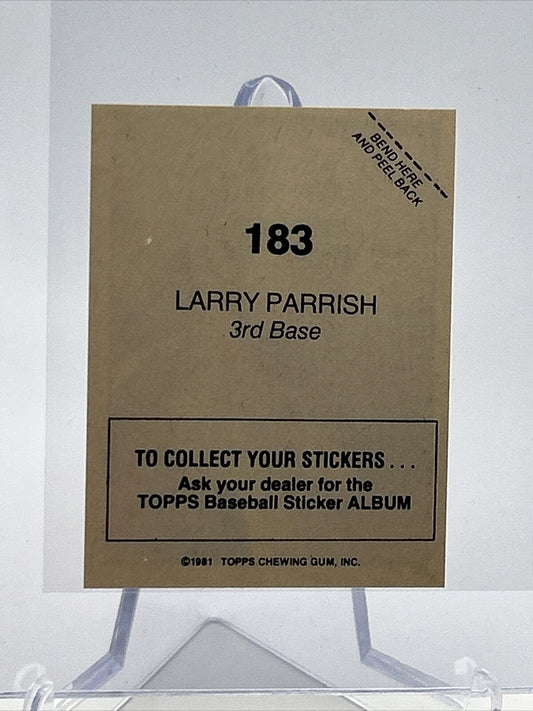 BEND HERE
AND PEEL BACK
183
LARRY PARRISH
3rd Base
TO COLLECT YOUR STICKERS...
Ask your dealer for the
TOPPS Baseball Sticker ALBUM
©1981 TOPPS CHEWING GUM, INC.